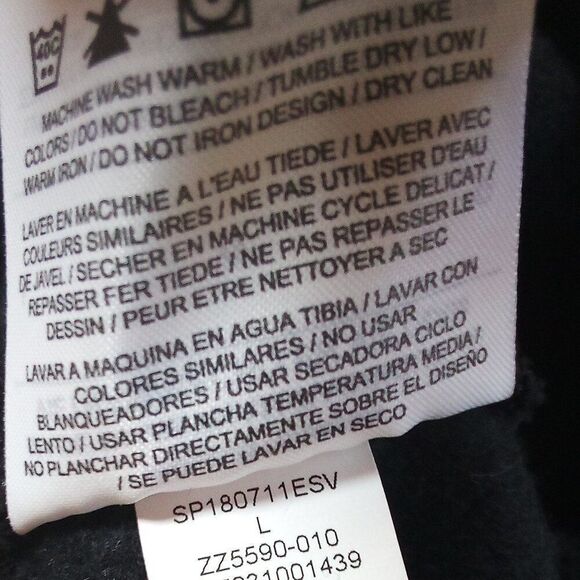 40C
MACHINE WASH WARM / WASH WITH LIKE
COLORS / DO NOT BLEACH / TUMBLE DRY LOW /
WARM IRON / DO NOT IRON DESIGN / DRY CLEAN
LAVER EN MACHINE A L'EAU TIEDE / LAVER AVEC
COULEURS SIMILAIRES / NE PAS UTILISER D'EAU
DE JAVEL / SECHER EN MACHINE CYCLE DELICAT /
REPASSER FER TIEDE / NE PAS REPASSER LE
DESSIN / PEUR ETRE NETTOYER A SEC
LAVAR A MAQUINA EN AGUA TIBIA / LAVAR CON
COLORES SIMILARES / NO USAR
BLANQUEADORES / USAR SECADORA CICLO
LENTO / USAR PLANCHA TEMPERATURA MEDIA /
NO PLANCHAR DIRECTAMENTE SOBRE EL DISEÑO
/ SE PUEDE LAVAR EN SECO
SP180711ESV
L
ZZ5590-010